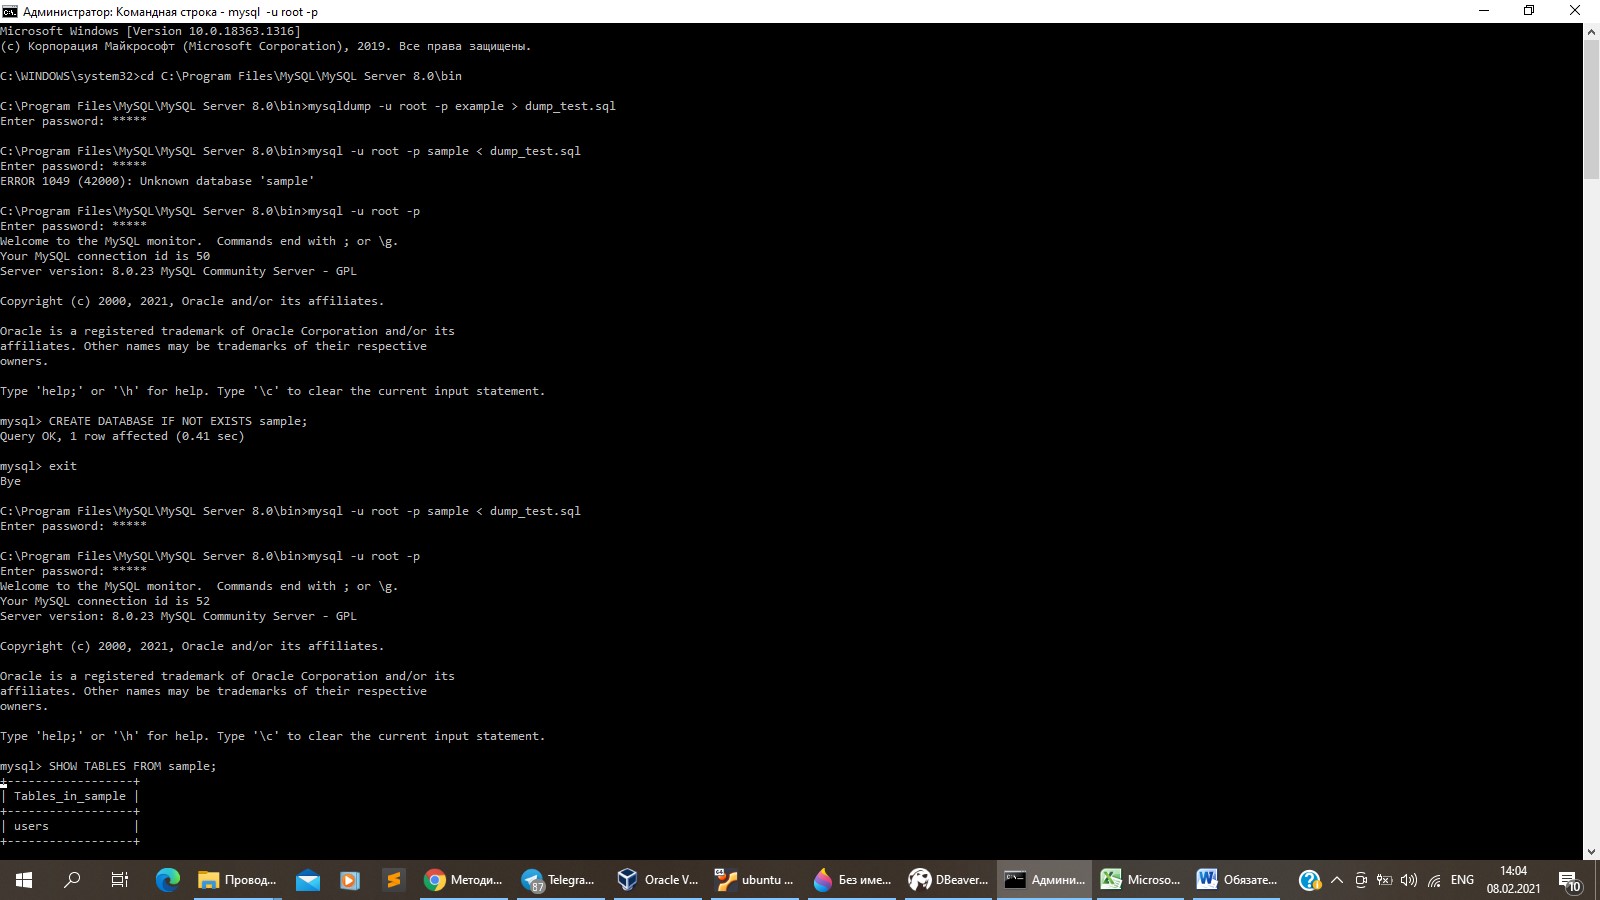 Администратор: Командная строка - mysql -u root -p
Microsoft Windows [Version 10.0.18363.1316]
(c) Корпорация Майкрософт (Microsoft Corporation), 2019. Все права защищены.
C:\WINDOWS\system32>cd C:\Program Files\MySQL\MySQL Server 8.0\bin
C:\Program Files\MySQL\MySQL Server 8.0\bin>mysqldump -u root -p example > dump_test.sql
Enter password: *****
C:\Program Files\MySQL\MySQL Server 8.0\bin>mysql -u root -p sample < dump_test.sql
Enter password: *****
ERROR 1049 (42000): Unknown database 'sample'
C:\Program Files\MySQL\MySQL Server 8.0\bin>mysql -u root -p
Enter password: *****
Welcome to the MySQL monitor.  Commands end with ; or \g.
Your MySQL connection id is 50
Server version: 8.0.23 MySQL Community Server - GPL
Copyright (c) 2000, 2021, Oracle and/or its affiliates.
Oracle is a registered trademark of Oracle Corporation and/or its
affiliates. Other names may be trademarks of their respective
owners.
Type 'help;' or '\h' for help. Type '\c' to clear the current input statement.
mysql> CREATE DATABASE IF NOT EXISTS sample;
Query OK, 1 row affected (0.41 sec)
mysql> exit
Bye
C:\Program Files\MySQL\MySQL Server 8.0\bin>mysql -u root -p sample < dump_test.sql
Enter password: *****
C:\Program Files\MySQL\MySQL Server 8.0\bin>mysql -u root -p
Enter password: *****
Welcome to the MySQL monitor.  Commands end with ; or \g.
Your MySQL connection id is 52
Server version: 8.0.23 MySQL Community Server - GPL
Copyright (c) 2000, 2021, Oracle and/or its affiliates.
Oracle is a registered trademark of Oracle Corporation and/or its
affiliates. Other names may be trademarks of their respective
owners.
Type 'help;' or '\h' for help. Type '\c' to clear the current input statement.
mysql> SHOW TABLES FROM sample;
+------------------+
| Tables_in_sample |
+------------------+
| users            |
+------------------+
Провод... Методи... 87 Telegra... Oracle V... ubuntu ... Без име... DBeaver... Админи... Microso... Обязате... ENG 14:04
08.02.2021 10